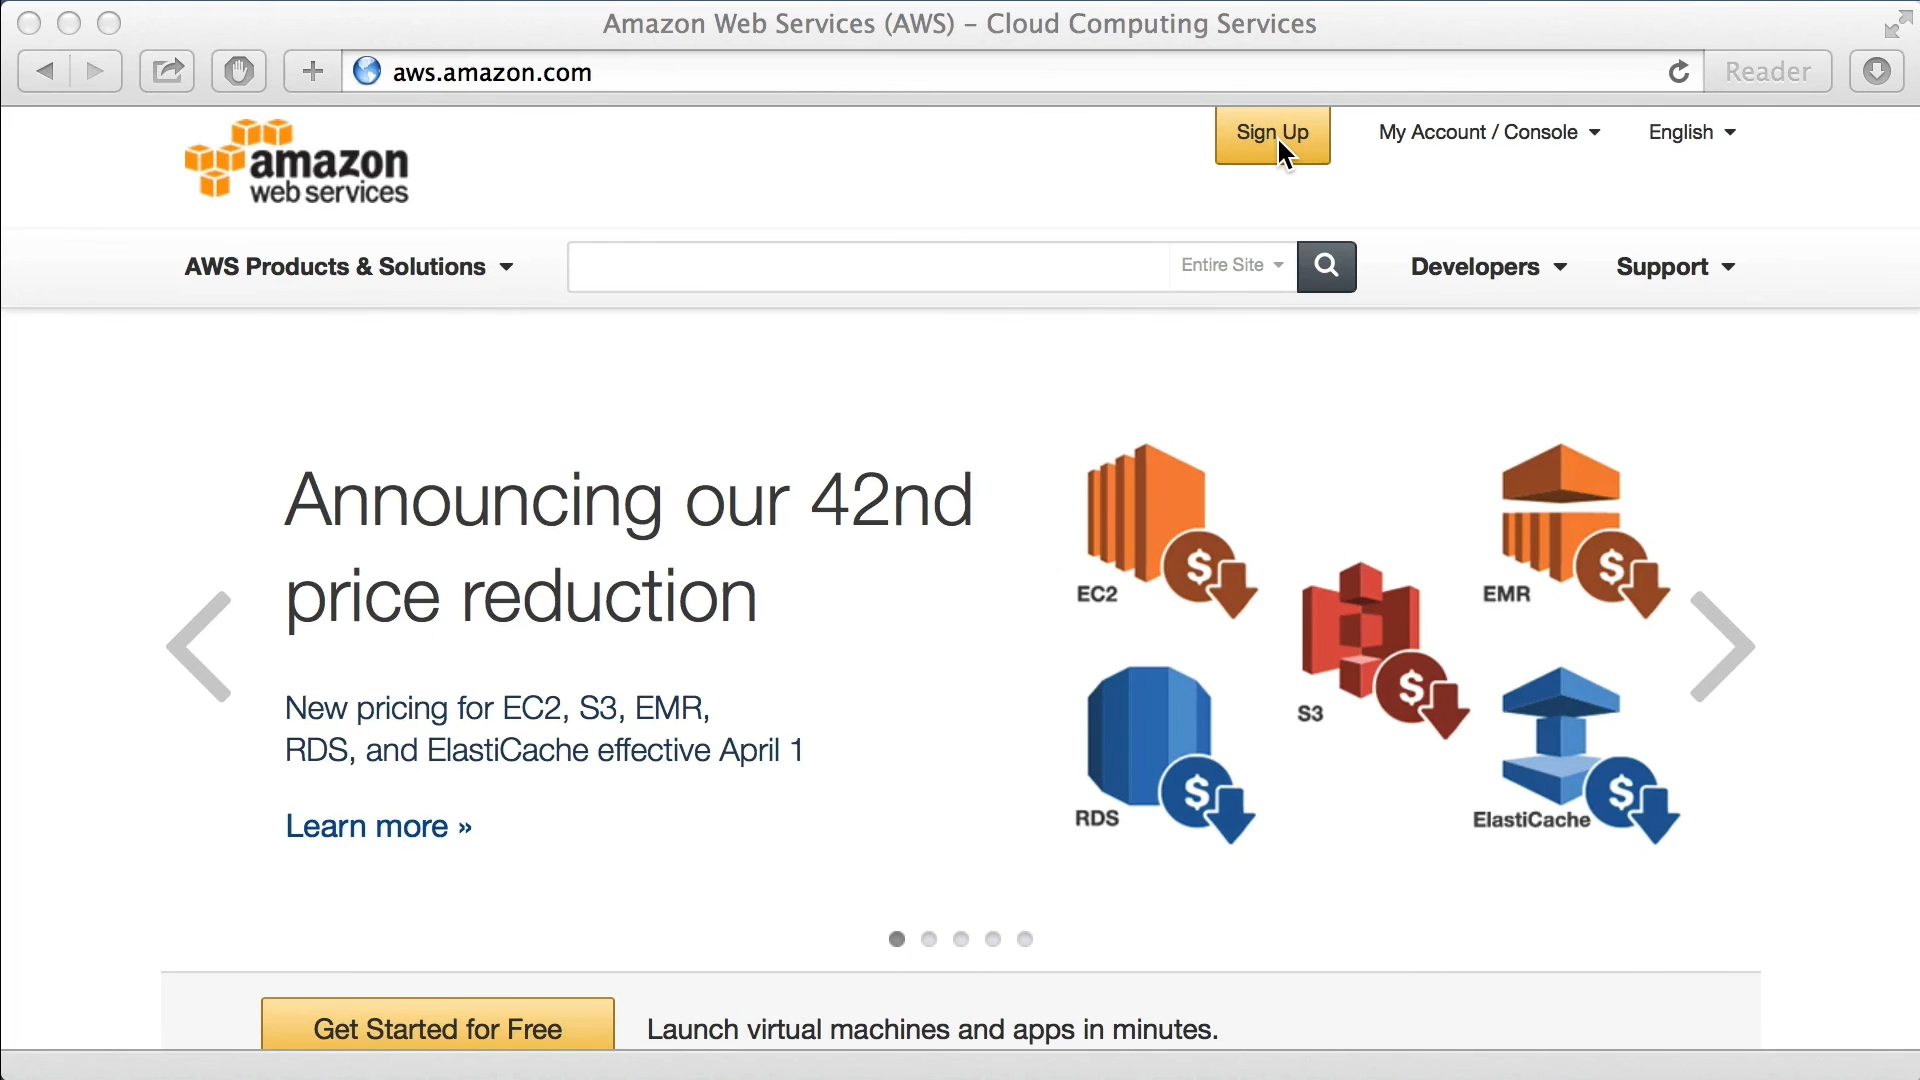 Amazon Web Services (AWS) – Cloud Computing Services
aws.amazon.com
Reader
Sign Up
My Account / Console
English
amazon
web services
AWS Products & Solutions
Entire Site
Developers
Support
Announcing our 42nd
price reduction
New pricing for EC2, S3, EMR,
RDS, and ElastiCache effective April 1
Learn more »
EC2
$
EMR
$
S3
$
RDS
$
ElastiCache
$
Get Started for Free
Launch virtual machines and apps in minutes.